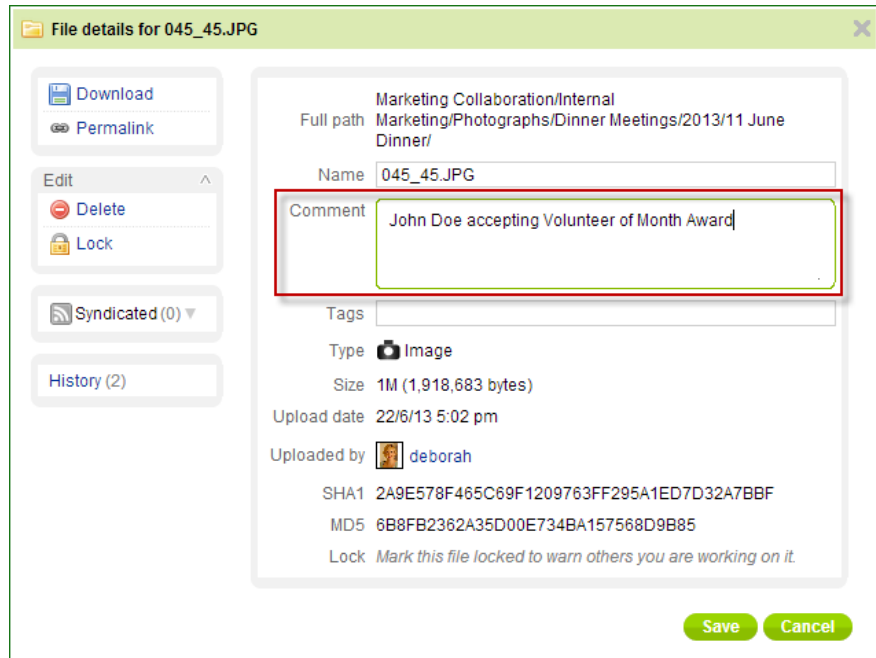 File details for 045_45.JPG
Download
Permalink
Edit
Delete
Lock
Syndicated (0)
History (2)
Full path Marketing Collaboration/Internal
Marketing/Photographs/Dinner Meetings/2013/11 June
Dinner/
Name 045_45.JPG
Comment John Doe accepting Volunteer of Month Award
Tags
Type Image
Size 1M (1,918,683 bytes)
Upload date 22/6/13 5:02 pm
Uploaded by deborah
SHA1 2A9E578F465C69F1209763FF295A1ED7D32A7BBF
MD5 6B8FB2362A35D00E734BA157568D9B85
Lock Mark this file locked to warn others you are working on it.
Save Cancel